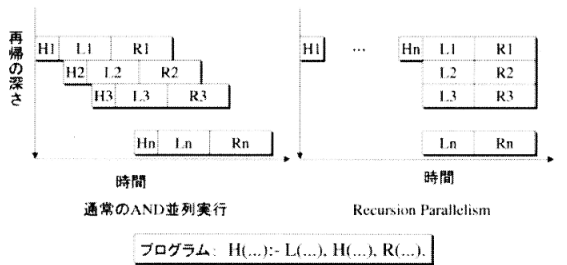 再帰の深さ
H1 L1 R1
H2 L2 R2
H3 L3 R3
Hn Ln Rn
時間
通常のAND並列実行
H1 … Hn L1 R1
L2 R2
L3 R3
Ln Rn
時間
Recursion Parallelism
プログラム: H(...):- L(...), H(...), R(...).